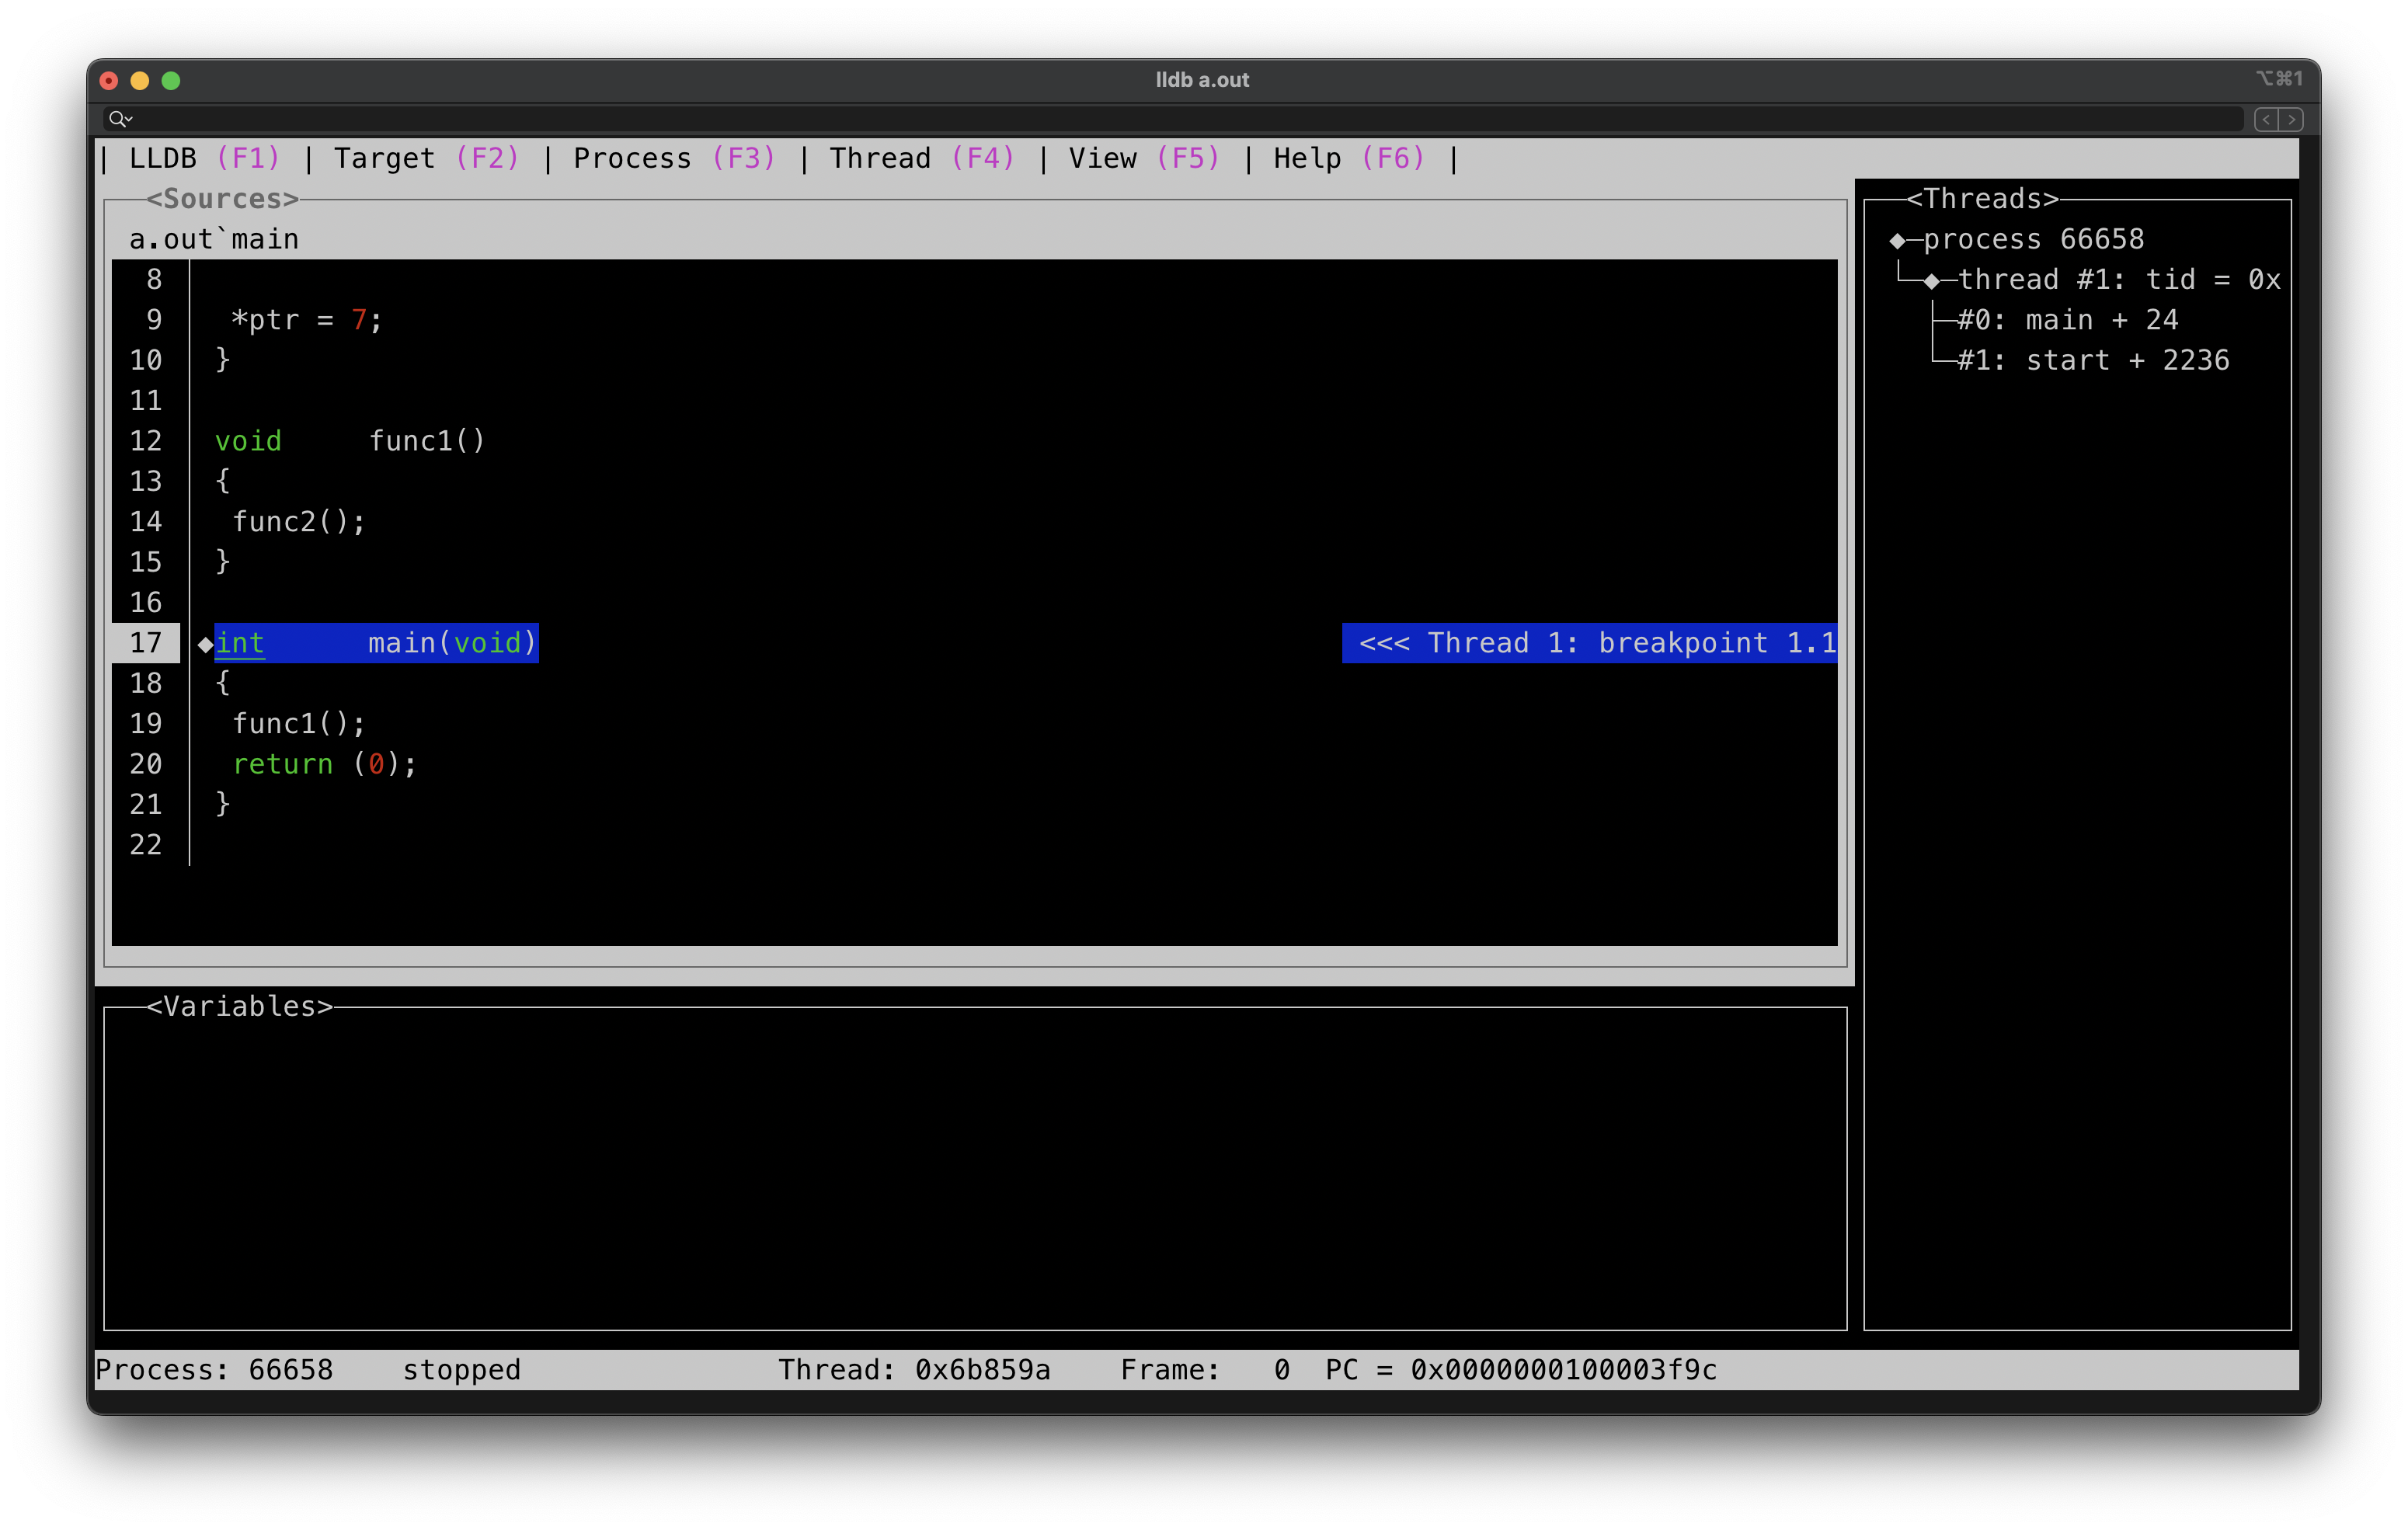 lldb a.out
⌥⌘1
| LLDB (F1) | Target (F2) | Process (F3) | Thread (F4) | View (F5) | Help (F6) |
<Sources>
a.out`main
8
9 *ptr = 7;
10 }
11
12 void     func1()
13 {
14 func2();
15 }
16
17 ◆int      main(void) <<< Thread 1: breakpoint 1.1
18 {
19 func1();
20 return (0);
21 }
22
<Threads>
◆─process 66658
└─◆─thread #1: tid = 0x
├─#0: main + 24
└─#1: start + 2236
<Variables>
Process: 66658    stopped    Thread: 0x6b859a    Frame:   0  PC = 0x0000000100003f9c